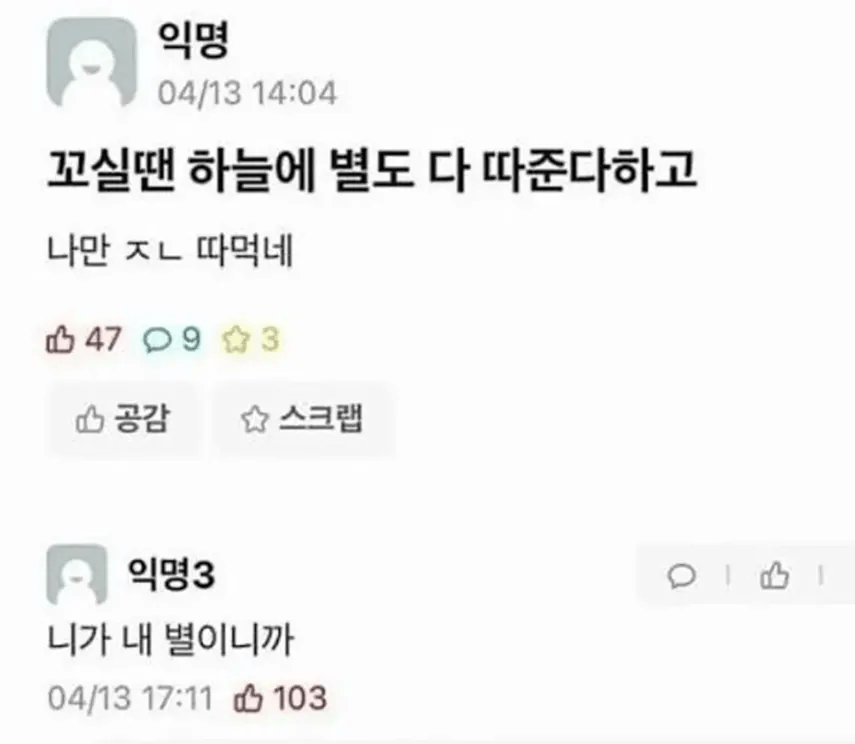 익명
04/13 14:04
꼬실땐 하늘에 별도 다 따준다하고
나만 ㅈㄴ 따먹네
47 9 3
공감 스크랩
익명3
니가 내 별이니까
04/13 17:11 103